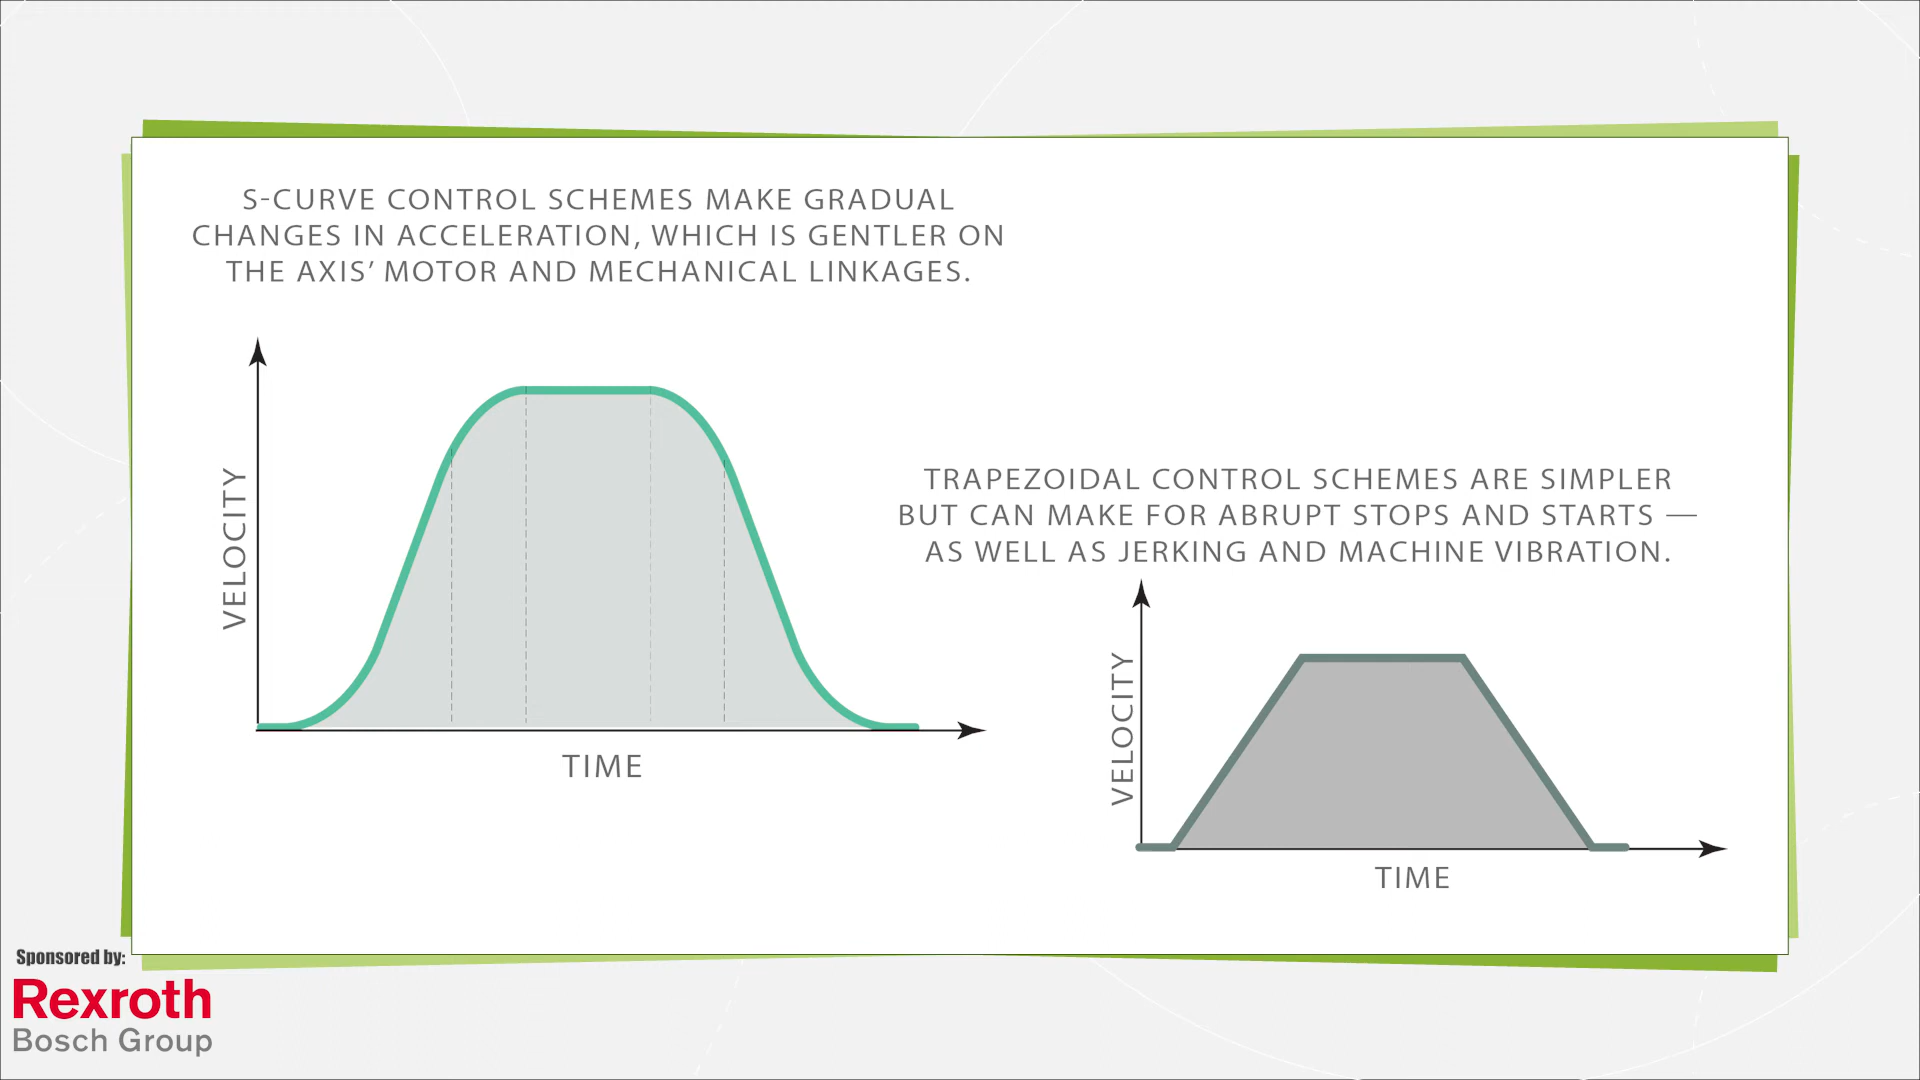 S-CURVE CONTROL SCHEMES MAKE GRADUAL
CHANGES IN ACCELERATION, WHICH IS GENTLER ON
THE AXIS’ MOTOR AND MECHANICAL LINKAGES.
VELOCITY
TIME
TRAPEZOIDAL CONTROL SCHEMES ARE SIMPLER
BUT CAN MAKE FOR ABRUPT STOPS AND STARTS —
AS WELL AS JERKING AND MACHINE VIBRATION.
VELOCITY
TIME
Sponsored by:
Rexroth
Bosch Group